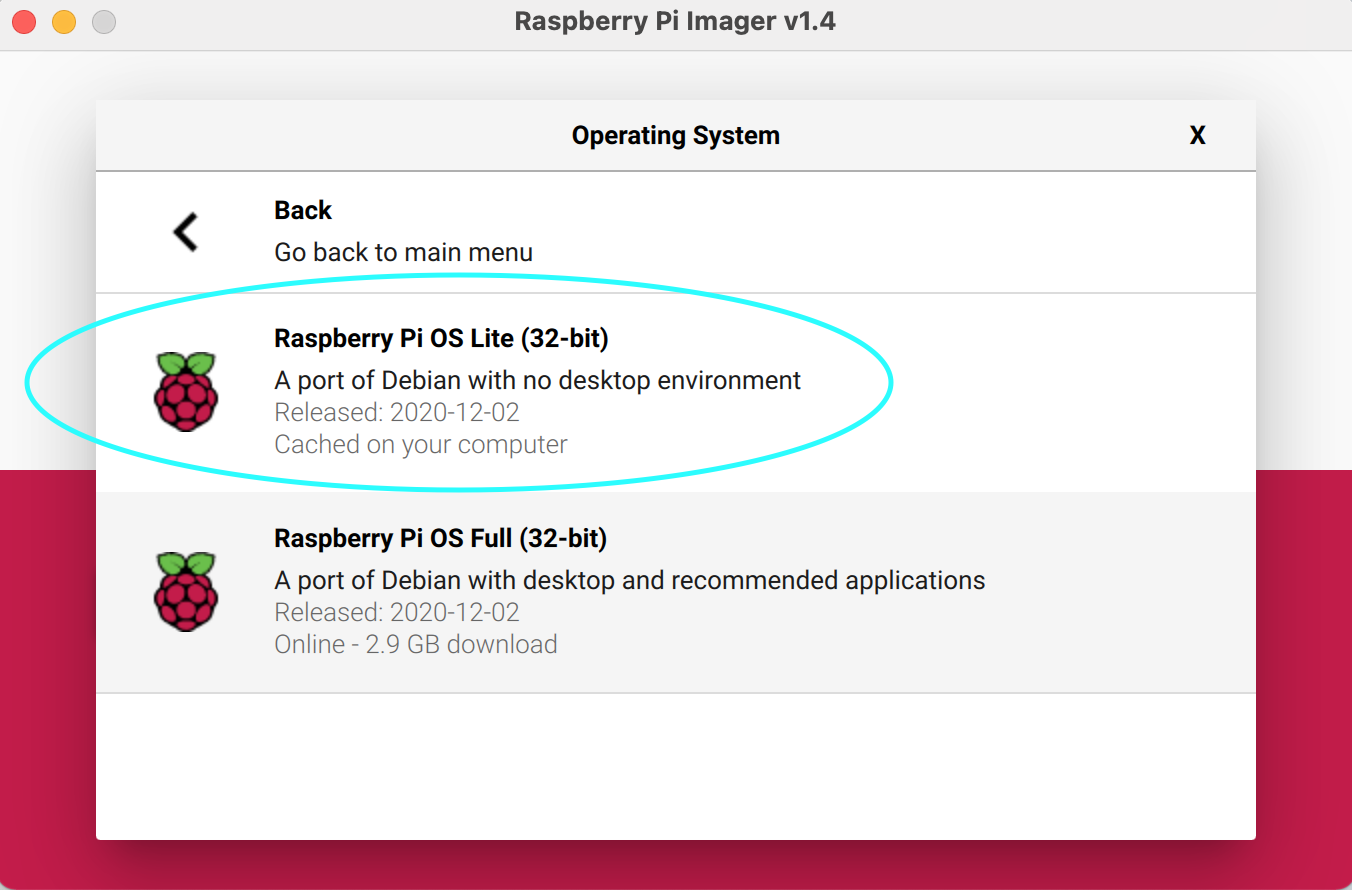 Raspberry Pi Imager v1.4
Operating System X
Back
Go back to main menu
Raspberry Pi OS Lite (32-bit)
A port of Debian with no desktop environment
Released: 2020-12-02
Cached on your computer
Raspberry Pi OS Full (32-bit)
A port of Debian with desktop and recommended applications
Released: 2020-12-02
Online - 2.9 GB download